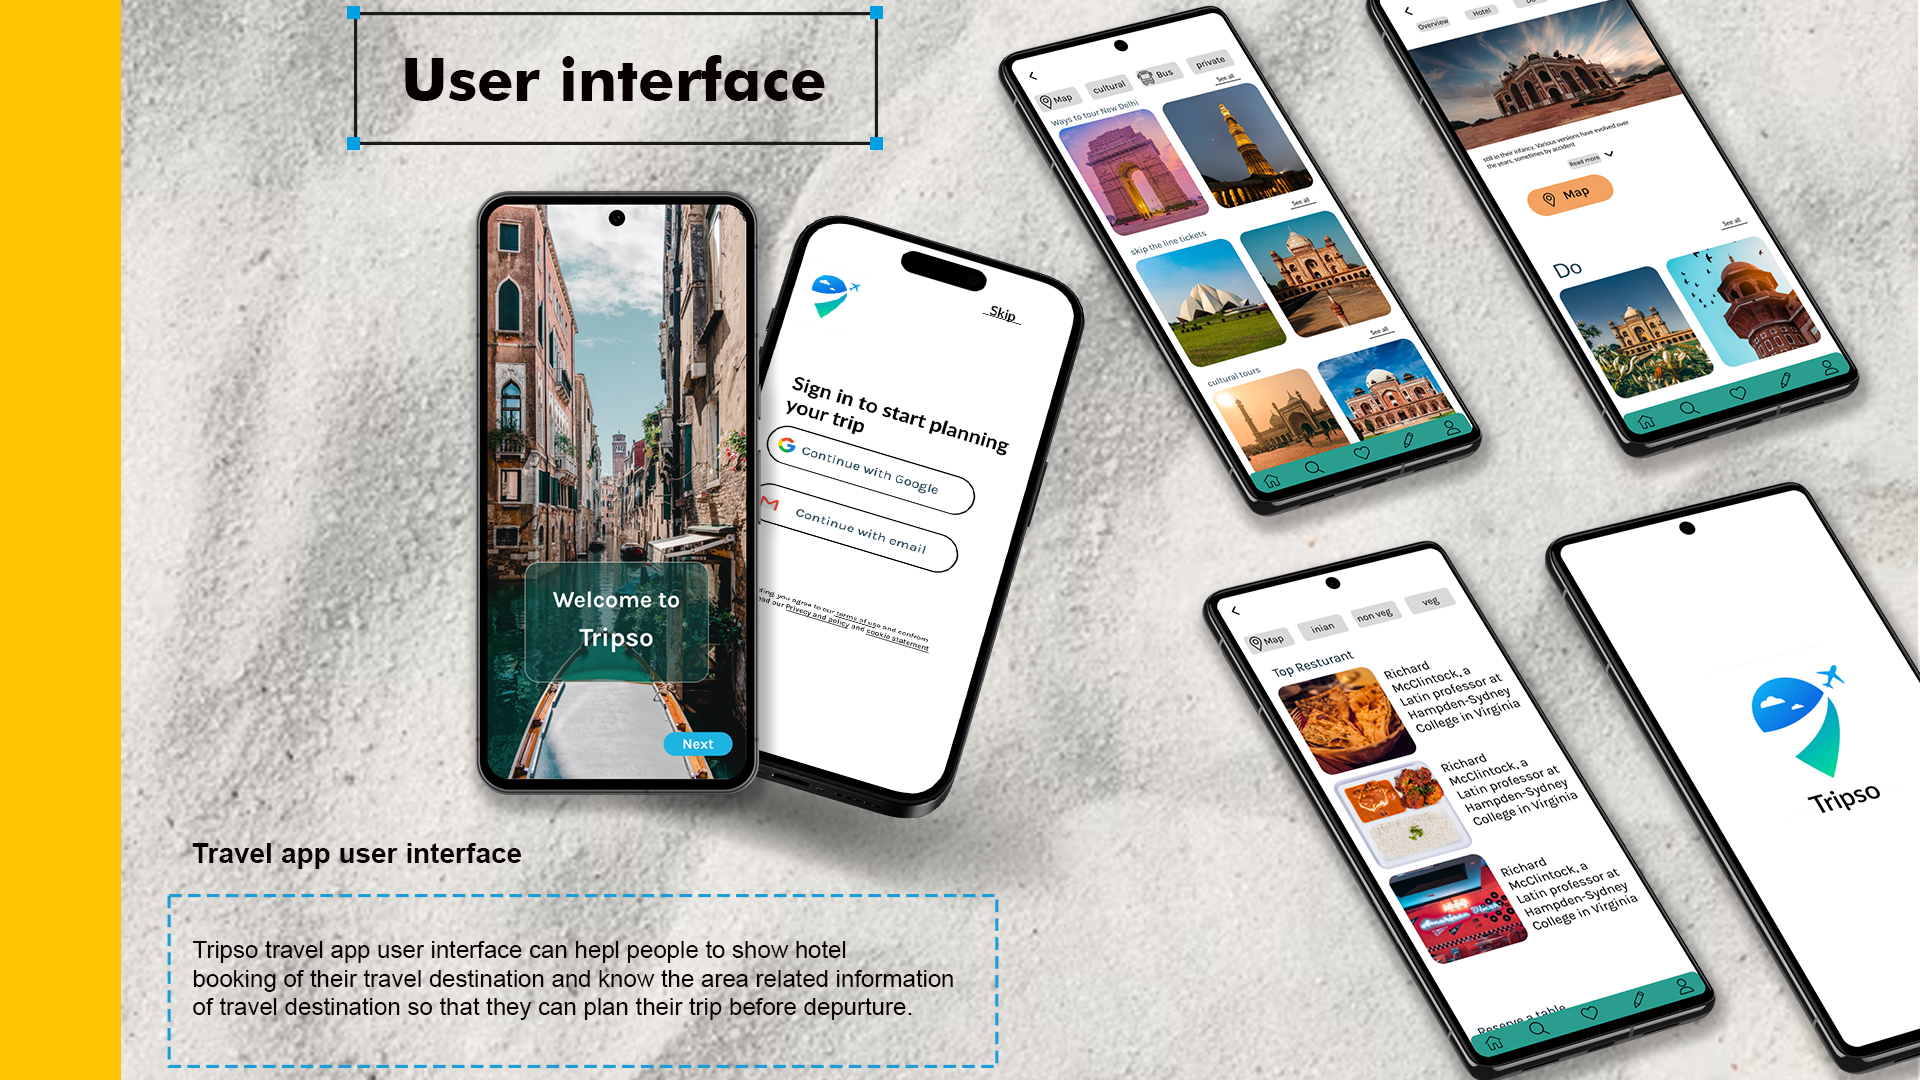 User interface
Welcome to
Tripso
Next
Skip
Sign in to start planning
your trip
Continue with Google
Continue with email
ding, you agree to our terms of use and confrom
ead our Privecy and policy and cookie statement
Map
cultural
Bus
private
See all
Ways to tour New Delhi
See all
skip the line tickets
See all
cultural tours
Overview
Hotel
still in their infancy. Various versions have evolved over
the years, sometimes by accident
Read more
Map
See all
Do
Map
inian
non veg
veg
Top Resturant
Richard
McClintock, a
Latin professor at
Hampden-Sydney
College in Virginia
Richard
McClintock, a
Latin professor at
Hampden-Sydney
College in Virginia
Richard
McClintock, a
Latin professor at
Hampden-Sydney
College in Virginia
Reserve a table
Tripso
Travel app user interface
Tripso travel app user interface can hepl people to show hotel
booking of their travel destination and know the area related information
of travel destination so that they can plan their trip before depurture.